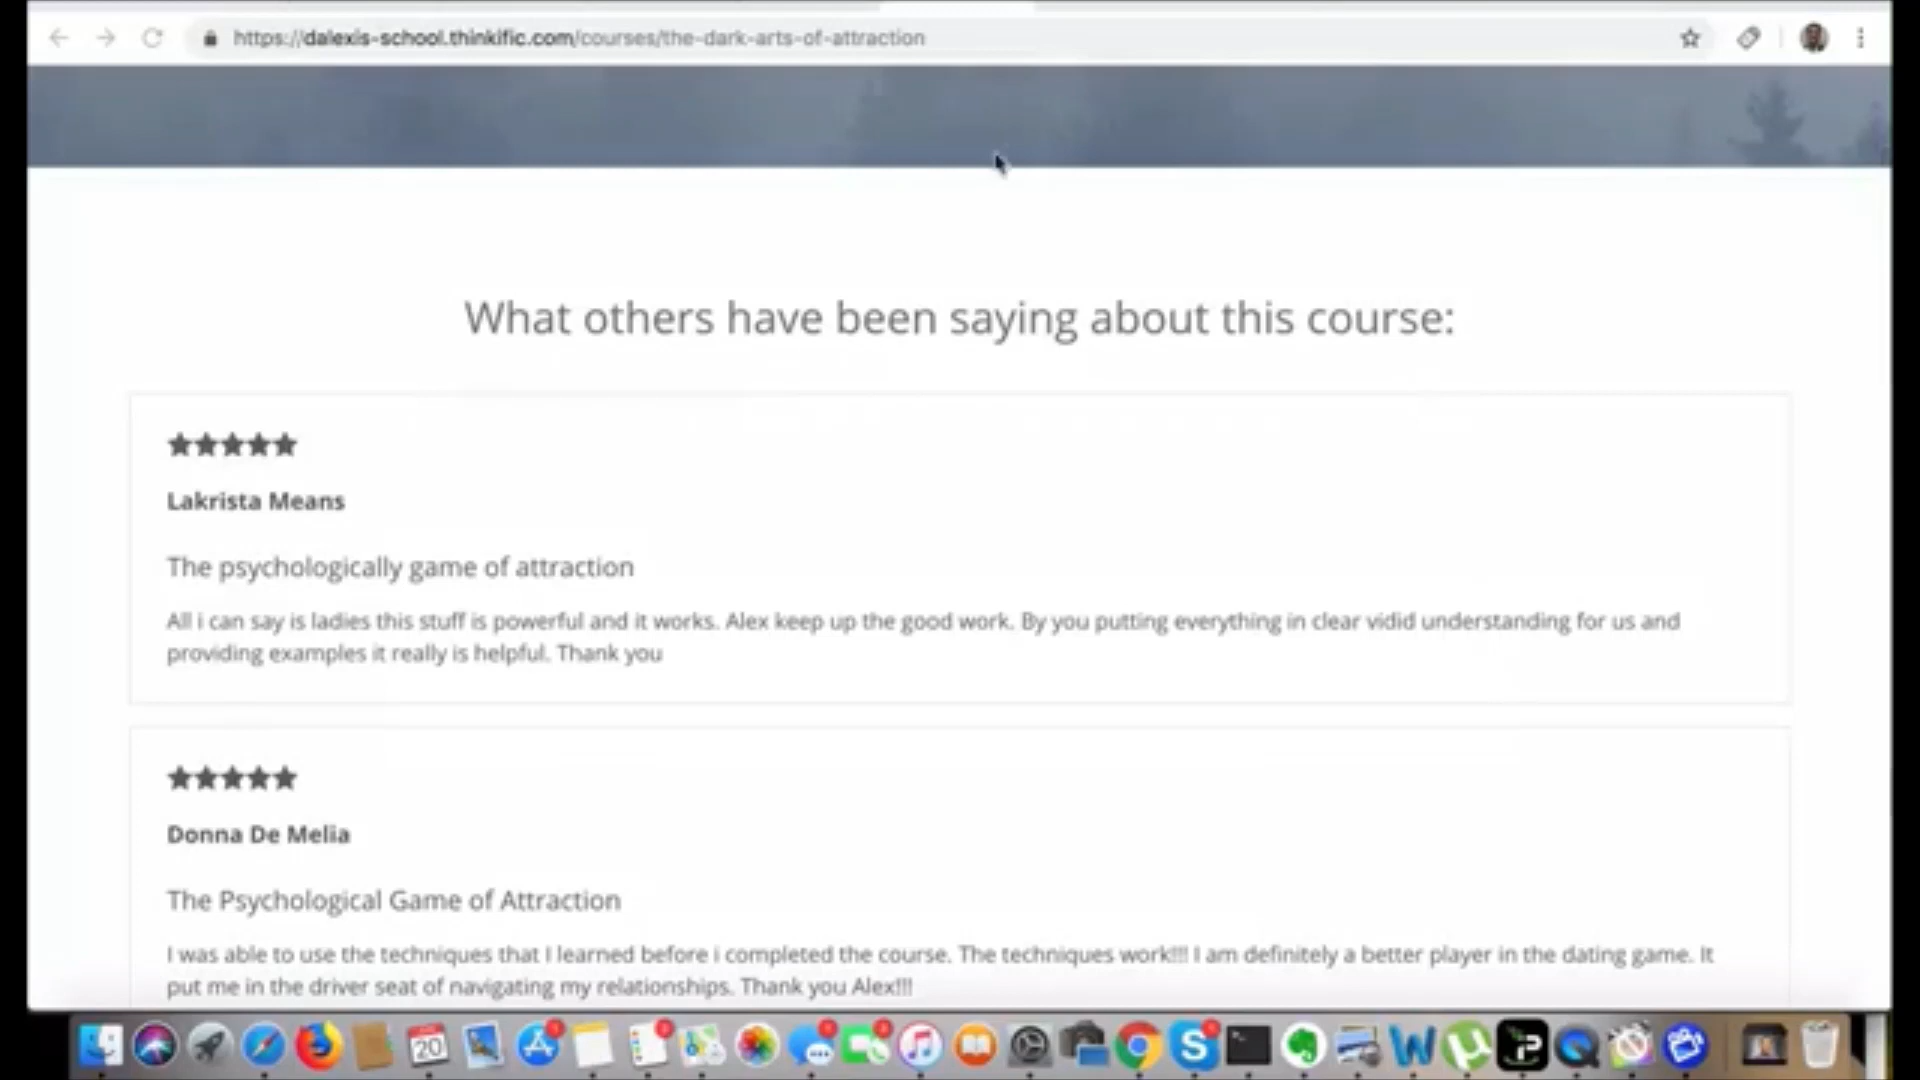 https://dalexis-school.thinkific.com/courses/the-dark-arts-of-attraction
What others have been saying about this course:
★★★★★
Lakrista Means
The psychologically game of attraction
All i can say is ladies this stuff is powerful and it works. Alex keep up the good work. By you putting everything in clear vidid understanding for us and
providing examples it really is helpful. Thank you
★★★★★
Donna De Melia
The Psychological Game of Attraction
I was able to use the techniques that I learned before i completed the course. The techniques work!!! I am definitely a better player in the dating game. It
put me in the driver seat of navigating my relationships. Thank you Alex!!!
20